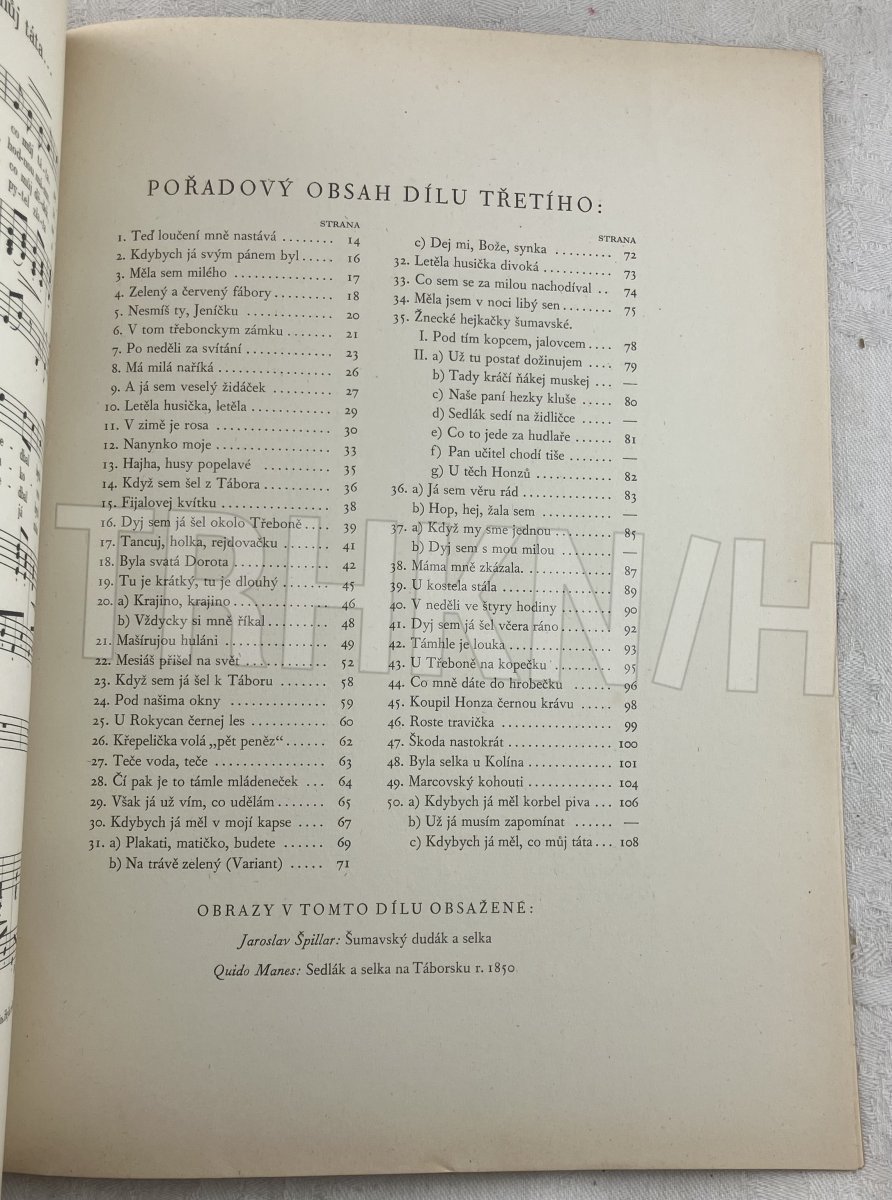 můj táta...
POŘADOVÝ OBSAH DÍLU TŘETÍHO:
STRANA
1. Teď loučení mně nastává ........ 14
2. Kdybych já svým pánem byl ..... 16
3. Měla sem milého .............. 17
4. Zelený a červený fábory ......... 18
5. Nesmíš ty, Jeníčku ............. 20
6. V tom třebonckym zámku ....... 21
7. Po neděli za svítání ............ 23
8. Má milá naříká ............... 26
9. A já sem veselý židáček ......... 27
10. Letěla husička, letěla ........... 29
11. V zimě je rosa ................ 30
12. Nanynko moje ................ 33
13. Hajha, husy popelavé .......... 35
14. Když sem šel z Tábora .......... 36
15. Fijalovej kvítku ............... 38
16. Dyj sem já šel okolo Třeboně .... 39
17. Tancuj, holka, rejdovačku ....... 41
18. Byla svatá Dorota ............. 42
19. Tu je krátký, tu je dlouhý ....... 45
20. a) Krajino, krajino ............. 46
b) Vždycky si mně říkal ......... 48
21. Mašírujou huláni .............. 49
22. Mesiáš přišel na svět ........... 52
23. Když sem já šel k Táboru ....... 58
24. Pod našima okny .............. 59
25. U Rokycan černej les ........... 60
26. Křepelička volá „pět peněz“ ...... 62
27. Teče voda, teče ............... 63
28. Čí pak je to támle mládeneček ... 64
29. Však já už vím, co udělám ....... 65
30. Kdybych já měl v mojí kapse .... 67
31. a) Plakati, matičko, budete ...... 69
b) Na trávě zelený (Variant) ..... 71
STRANA
c) Dej mi, Bože, synka ......... 72
32. Letěla husička divoká ........... 73
33. Co sem se za milou nachodíval .. 74
34. Měla jsem v noci libý sen ........ 75
35. Žnecké hejkačky šumavské.
I. Pod tím kopcem, jalovcem .... 78
II. a) Už tu postať dožinujem ..... 79
b) Tady kráčí ňákej muskej ... —
c) Naše paní hezky kluše ..... 80
d) Sedlák sedí na židličce ..... —
e) Co to jede za hudlaře ...... 81
f) Pan učitel chodí tiše ....... —
g) U těch Honzů ............ 82
36. a) Já sem věru rád ............. 83
b) Hop, hej, žala sem .......... —
37. a) Když my sme jednou ........ 85
b) Dyj sem s mou milou ........ —
38. Máma mně zkázala. ............ 87
39. U kostela stála ................ 89
40. V neděli ve štyry hodiny ........ 90
41. Dyj sem já šel včera ráno ........ 92
42. Támhle je louka ............... 93
43. U Třeboně na kopečku ......... 95
44. Co mně dáte do hrobečku ...... 96
45. Koupil Honza černou krávu .... 98
46. Roste travička ................ 99
47. Škoda nastokrát ............... 100
48. Byla selka u Kolína ............ 101
49. Marcovský kohouti ............ 104
50. a) Kdybych já měl korbel piva ... 106
b) Už já musím zapomínat ...... —
c) Kdybych já měl, co můj táta ... 108
OBRAZY V TOMTO DÍLU OBSAŽENÉ:
Jaroslav Špillar: Šumavský dudák a selka
Quido Manes: Sedlák a selka na Táborsku r. 1850
TRHKNIH